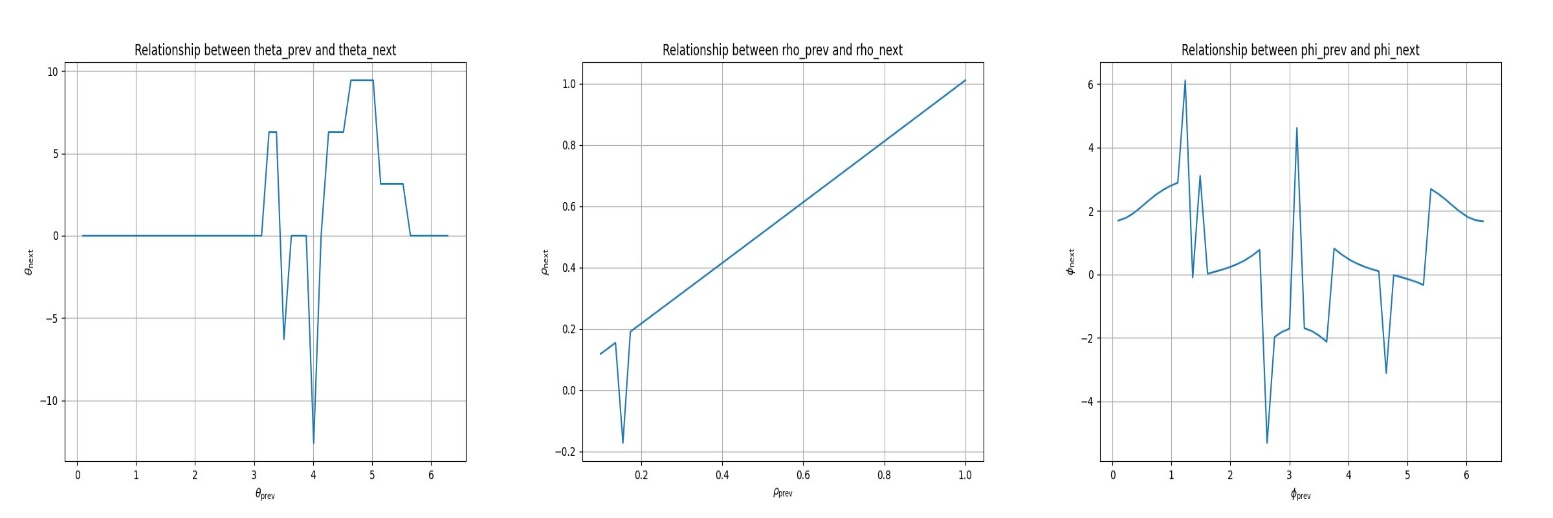 Relationship between theta_prev and theta_next
10
5
0
−5
−10
θnext
0 1 2 3 4 5 6
θprev
Relationship between rho_prev and rho_next
1.0
0.8
0.6
0.4
0.2
0.0
−0.2
ρnext
0.2 0.4 0.6 0.8 1.0
ρprev
Relationship between phi_prev and phi_next
6
4
2
0
−2
−4
ϕnext
0 1 2 3 4 5 6
ϕprev